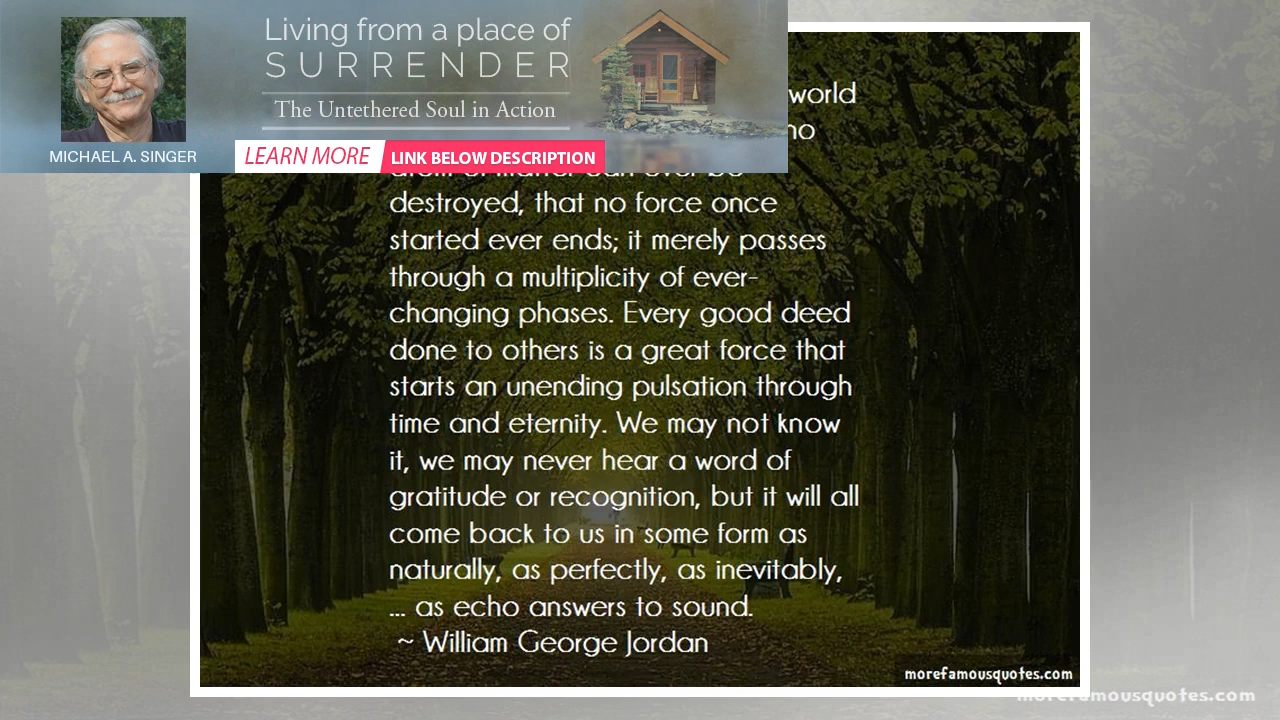 Living from a place of
SURRENDER
The Untethered Soul in Action
MICHAEL A. SINGER
LEARN MORE
LINK BELOW DESCRIPTION
world
destroyed, that no force once
started ever ends; it merely passes
through a multiplicity of ever-
changing phases. Every good deed
done to others is a great force that
starts an unending pulsation through
time and eternity. We may not know
it, we may never hear a word of
gratitude or recognition, but it will all
come back to us in some form as
naturally, as perfectly, as inevitably,
... as echo answers to sound.
~ William George Jordan
morefamousquotes.com
morefamousquotes.com